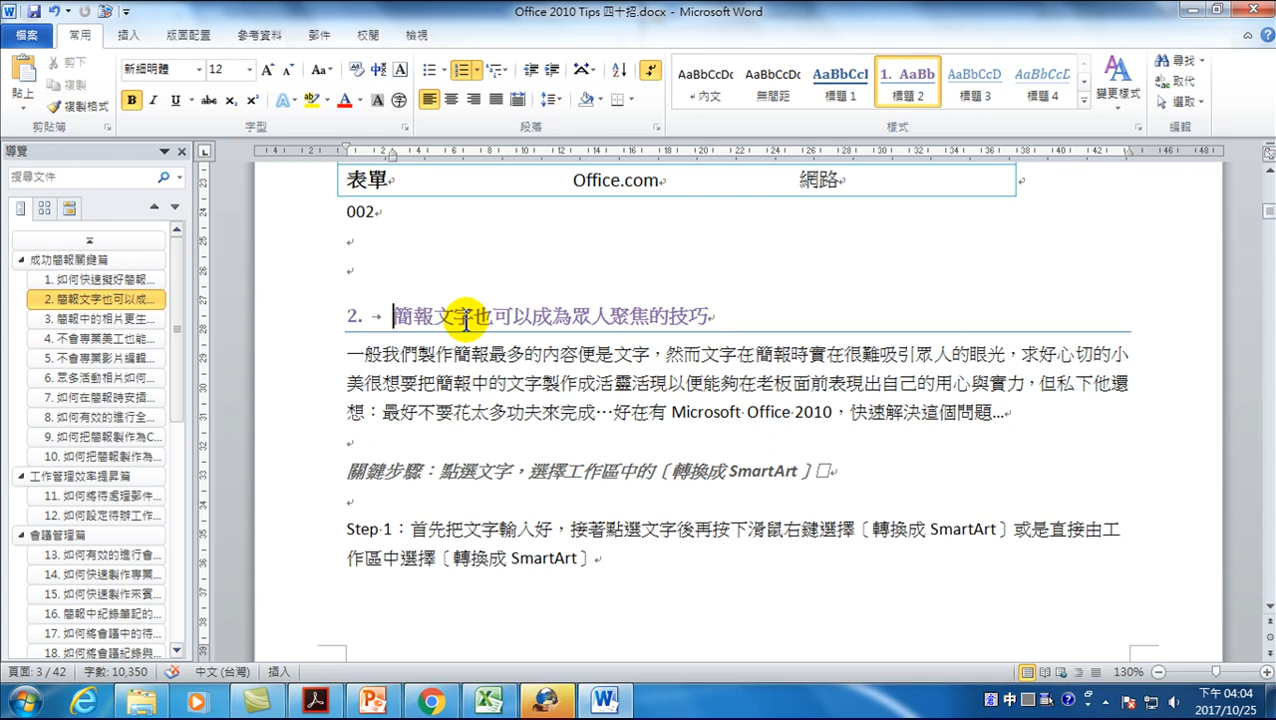 Office 2010 Tips 四十招.docx - Microsoft Word
檔案 常用 插入 版面配置 參考資料 郵件 校閱 檢視
貼上 剪下 複製 複製格式
新細明體 12
AaBbCcDc AaBbCcDc AaBbCcI 1. AaBb AaBbCcD AaBbCcD
內文 無間距 標題 1 標題 2 標題 3 標題 4 變更樣式
尋找 取代 選取
剪貼簿 字型 段落 樣式 編輯
導覽
搜尋文件
成功簡報關鍵篇
1. 如何快速擬好簡報...
2. 簡報文字也可以成...
3. 簡報中的相片更生...
4. 不會專業美工也能...
5. 不會專業影片編輯...
6. 眾多活動相片如何...
7. 如何在簡報時安插...
8. 如何有效的進行全...
9. 如何把簡報製作為C...
10. 如何把簡報製作為...
工作管理效率提昇篇
11. 如何將待處理郵件...
12. 如何設定待辦工作...
會議管理篇
13. 如何有效的進行會...
14. 如何快速製作專業...
15. 如何快速製作來賓...
16. 簡報中紀錄筆記的...
17. 如何將會議中的待...
18. 如何將會議紀錄與...
表單 Office.com 網路
002
2. 簡報文字也可以成為眾人聚焦的技巧
一般我們製作簡報最多的內容便是文字，然而文字在簡報時實在很難吸引眾人的眼光，求好心切的小
美很想要把簡報中的文字製作成活靈活現以便能夠在老板面前表現出自己的用心與實力，但私下他還
想：最好不要花太多功夫來完成…好在有 Microsoft Office 2010，快速解決這個問題...
關鍵步驟：點選文字，選擇工作區中的〔轉換成 SmartArt〕
Step 1：首先把文字輸入好，接著點選文字後再按下滑鼠右鍵選擇〔轉換成 SmartArt〕或是直接由工
作區中選擇〔轉換成 SmartArt〕
頁面: 3 / 42 字數: 10,350 中文 (台灣) 插入 130%
下午 04:04
2017/10/25